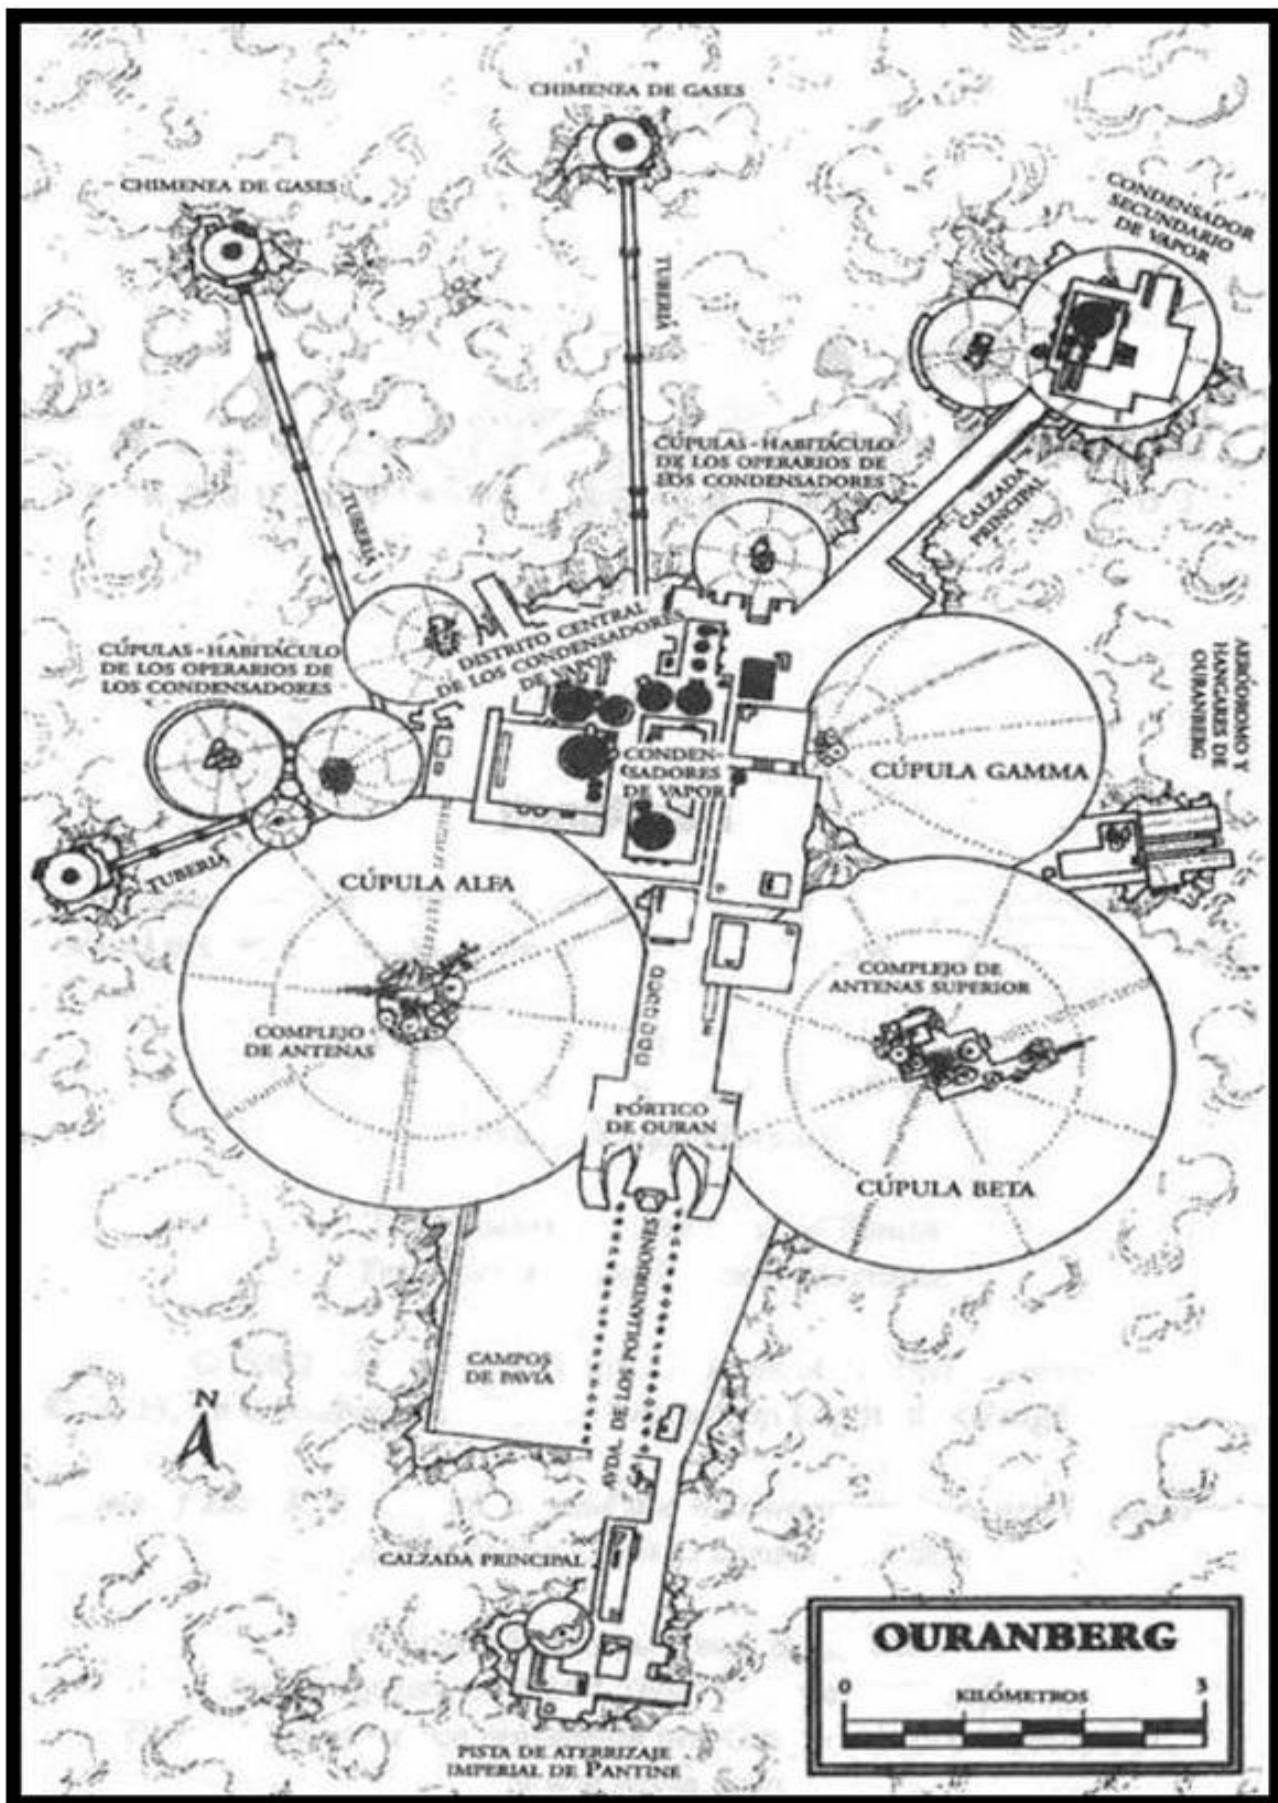 CHIMENEA DE GASES
CHIMENEA DE GASES
CONDENSADOR
SECUNDARIO
DE VAPOR
TUBERÍA
TUBERÍA
CÚPULAS-HABITÁCULO
DE LOS OPERARIOS DE
LOS CONDENSADORES
CALZADA
PRINCIPAL
DISTRITO CENTRAL
DE LOS CONDENSADORES
DE VAPOR
CÚPULAS-HABITÁCULO
DE LOS OPERARIOS DE
LOS CONDENSADORES
AERÓDROMO Y
HANGARES DE
OURANBERG
CONDEN-
SADORES
DE VAPOR
CÚPULA GAMMA
TUBERÍA
CÚPULA ALFA
COMPLEJO DE
ANTENAS SUPERIOR
COMPLEJO
DE ANTENAS
PÓRTICO
DE OURAN
CÚPULA BETA
AVDA. DE LOS POLIANDRIONES
CAMPOS
DE PAVIA
N
CALZADA PRINCIPAL
PISTA DE ATERRIZAJE
IMPERIAL DE PANTINE
OURANBERG
0 3
KILÓMETROS